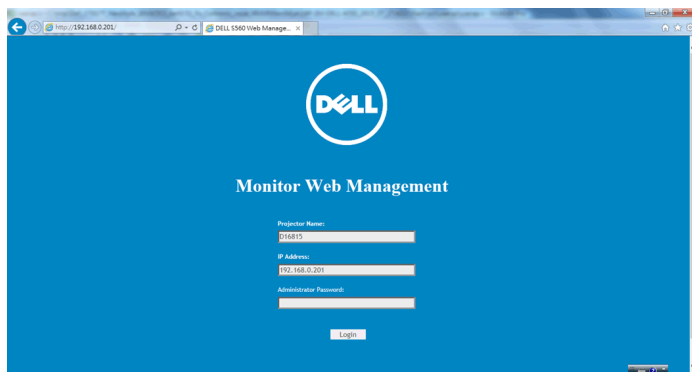 http://192.168.0.201/
DELL S560 Web Manage...
DELL
Monitor Web Management
Projector Name:
D16815
IP Address:
192.168.0.201
Administrator Password:
Login